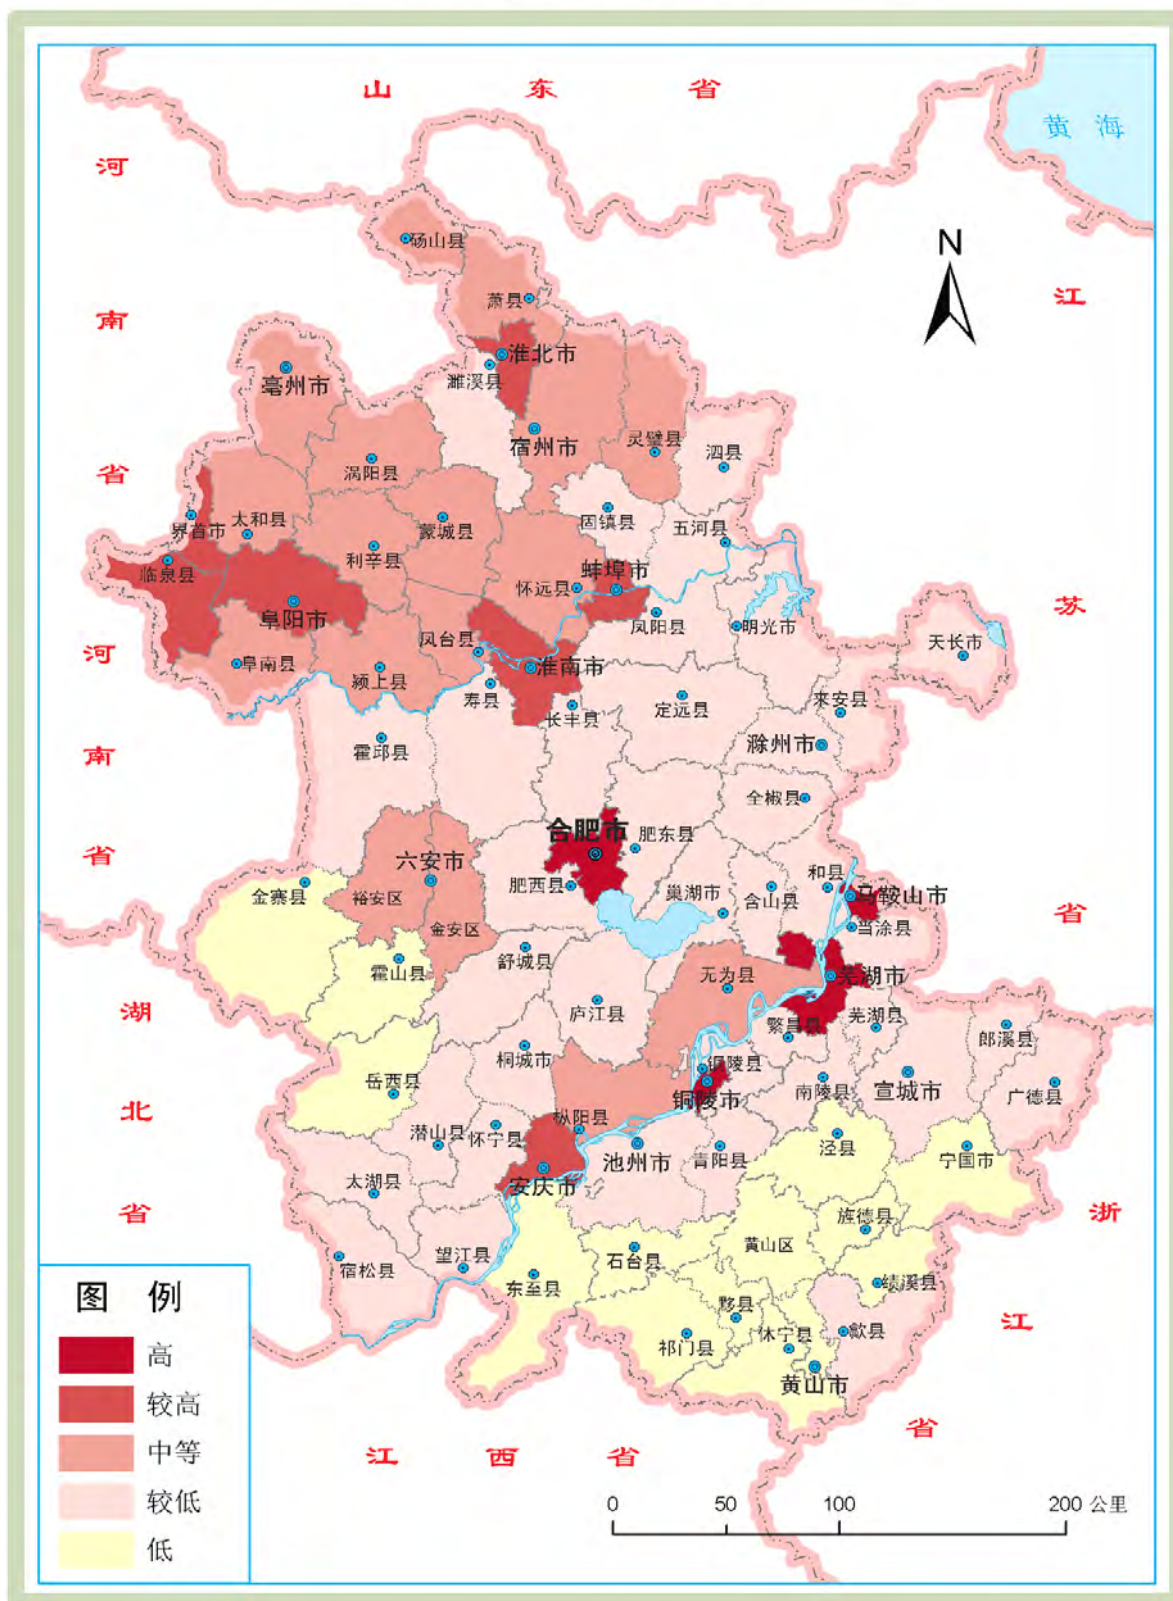 山东省
黄海
河南省
N
江苏省
砀山县
萧县
淮北市
濉溪县
亳州市
宿州市
灵璧县
泗县
涡阳县
界首市
太和县
蒙城县
固镇县
五河县
利辛县
临泉县
阜阳市
怀远县
蚌埠市
凤阳县
明光市
天长市
河南省
阜南县
颍上县
凤台县
淮南市
寿县
长丰县
定远县
来安县
滁州市
霍邱县
全椒县
合肥市
肥东县
六安市
金寨县
裕安区
金安区
肥西县
巢湖市
含山县
和县
马鞍山市
当涂县
霍山县
舒城县
无为县
芜湖市
湖北省
庐江县
繁昌县
芜湖县
郎溪县
桐城市
铜陵县
铜陵市
南陵县
宣城市
广德县
岳西县
潜山县
怀宁县
枞阳县
池州市
青阳县
泾县
宁国市
太湖县
安庆市
浙江省
旌德县
黄山区
宿松县
望江县
东至县
石台县
绩溪县
黟县
祁门县
休宁县
歙县
黄山市
江西省
图例
高
较高
中等
较低
低
0 50 100 200 公里